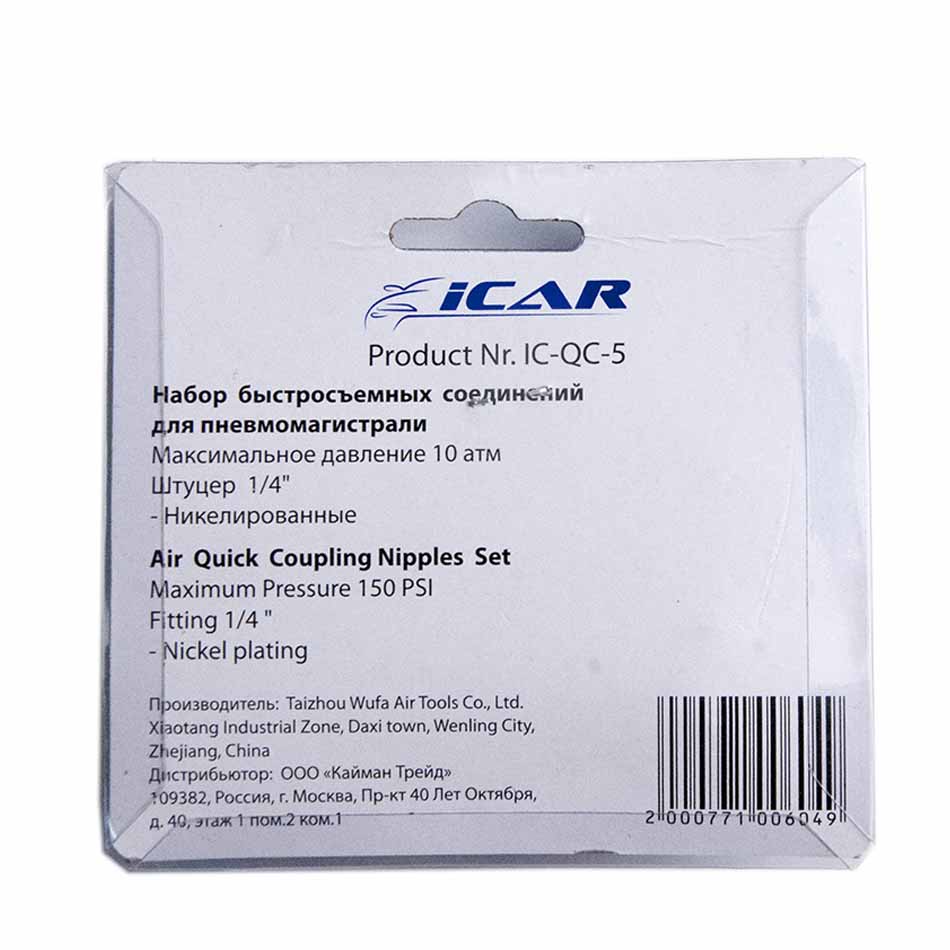 iCAR
Product Nr. IC-QC-5
Набор быстросъемных соединений
для пневмомагистрали
Максимальное давление 10 атм
Штуцер 1/4"
- Никелированные
Air Quick Coupling Nipples Set
Maximum Pressure 150 PSI
Fitting 1/4 "
- Nickel plating
Производитель: Taizhou Wufa Air Tools Co., Ltd.
Xiaotang Industrial Zone, Daxi town, Wenling City,
Zhejiang, China
Дистрибьютор: ООО «Кайман Трейд»
109382, Россия, г. Москва, Пр-кт 40 Лет Октября,
д. 40, этаж 1 пом.2 ком.1
2 000771 006049